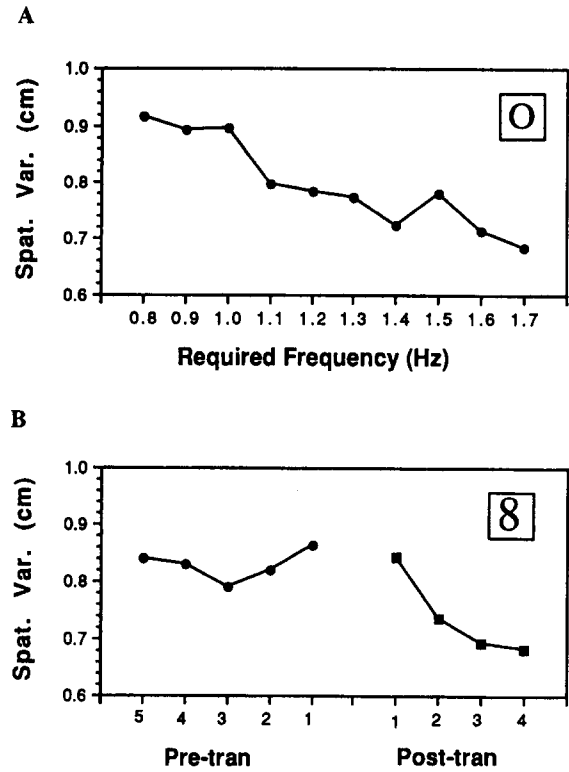 A
1.0
0.9
0.8
0.7
0.6
Spat. Var. (cm)
O
0.8 0.9 1.0 1.1 1.2 1.3 1.4 1.5 1.6 1.7
Required Frequency (Hz)
B
1.0
0.9
0.8
0.7
0.6
Spat. Var. (cm)
8
5 4 3 2 1 1 2 3 4
Pre-tran Post-tran